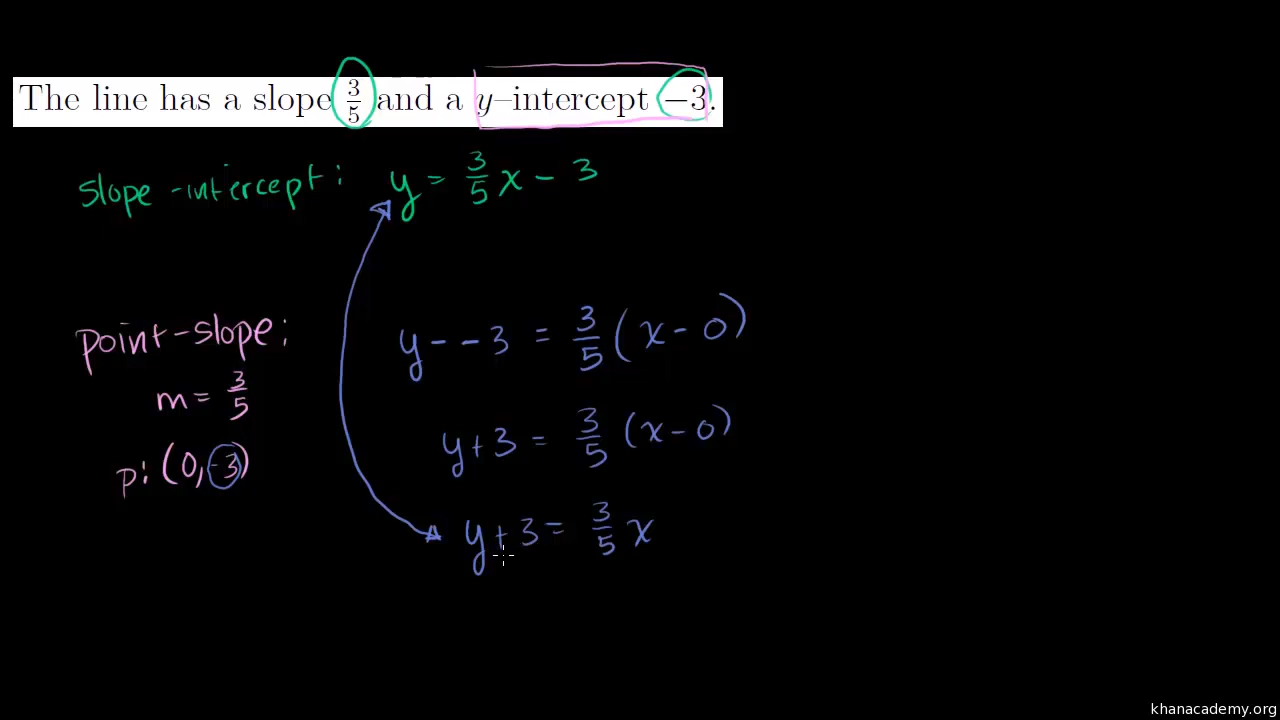 The line has a slope 3/5 and a y–intercept −3.
slope-intercept: y = 3/5 x - 3
point-slope: y - -3 = 3/5 (x - 0)
m = 3/5
y + 3 = 3/5 (x - 0)
p: (0, -3)
y + 3 = 3/5 x
khanacademy.org